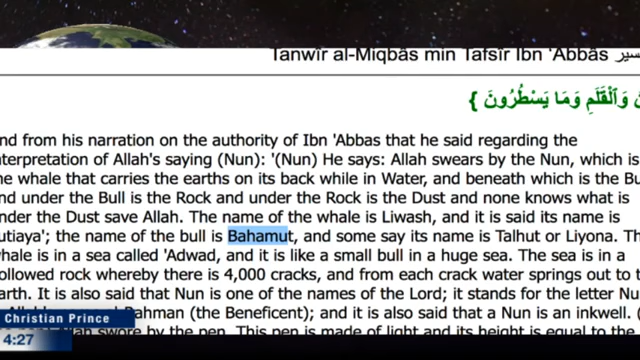 Tanwîr al-Miqbâs min Tafsîr Ibn 'Abbâs سير
وَٱلْقَلَمِ وَمَا يَسْطُرُونَ }
nd from his narration on the authority of Ibn 'Abbas that he said regarding the
nterpretation of Allah's saying (Nun): '(Nun) He says: Allah swears by the Nun, which is
he whale that carries the earths on its back while in Water, and beneath which is the Bu
nd under the Bull is the Rock and under the Rock is the Dust and none knows what is
nder the Dust save Allah. The name of the whale is Liwash, and it is said its name is
utiaya'; the name of the bull is Bahamut, and some say its name is Talhut or Liyona. Th
hale is in a sea called 'Adwad, and it is like a small bull in a huge sea. The sea is in a
ollowed rock whereby there is 4,000 cracks, and from each crack water springs out to t
arth. It is also said that Nun is one of the names of the Lord; it stands for the letter Nu
Rahman (the Beneficent); and it is also said that a Nun is an inkwell. (
Allah swore by the pen. This pen is made of light and its height is equal to the
Christian Prince
4:27